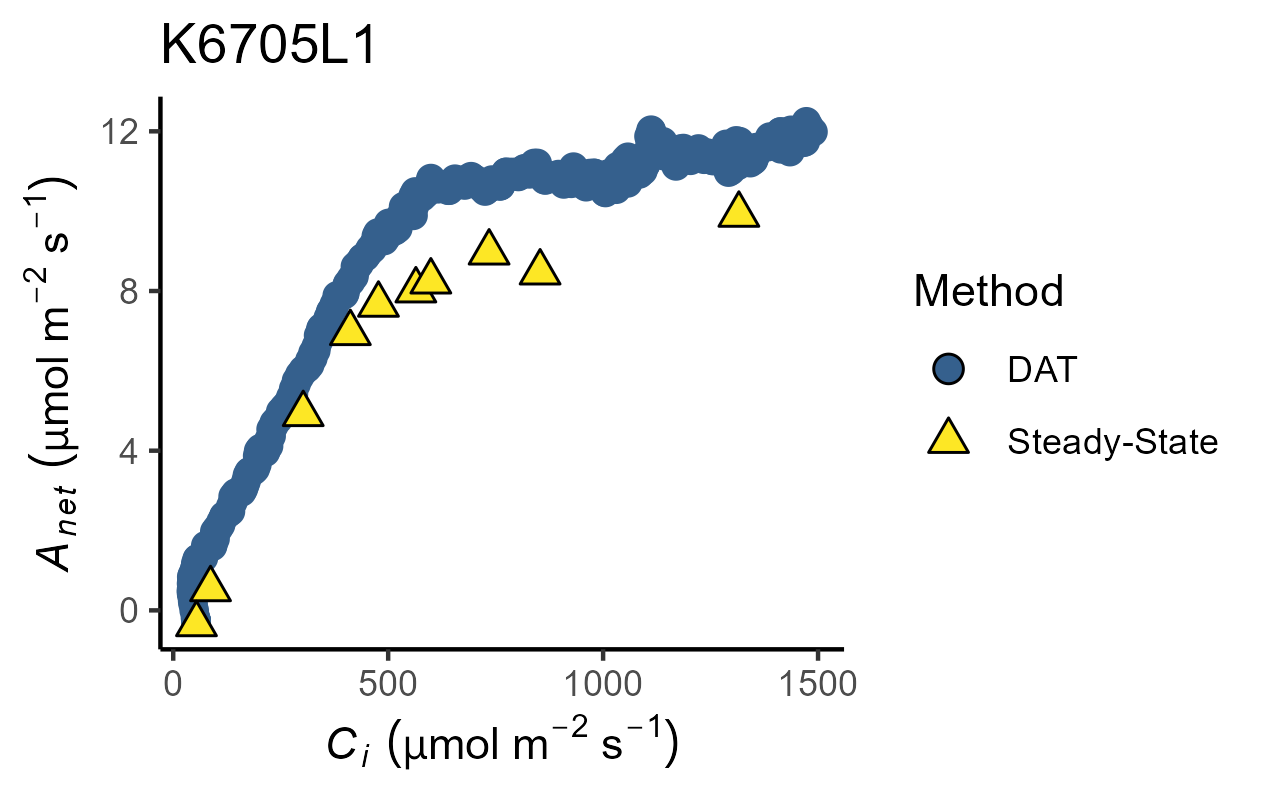 K6705L1
12
8
4
0
A_net (µmol m⁻² s⁻¹)
0 500 1000 1500
C_i (µmol m⁻² s⁻¹)
Method
DAT
Steady-State